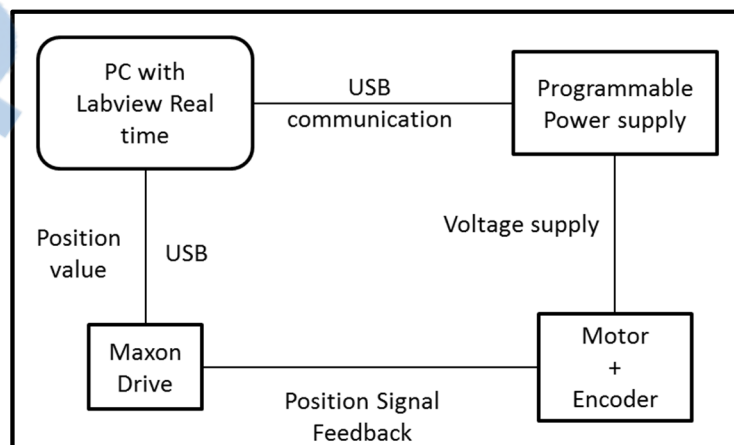 PC with
Labview Real
time
USB
communication
Programmable
Power supply
Position
value
USB
Voltage supply
Maxon
Drive
Position Signal
Feedback
Motor
+
Encoder